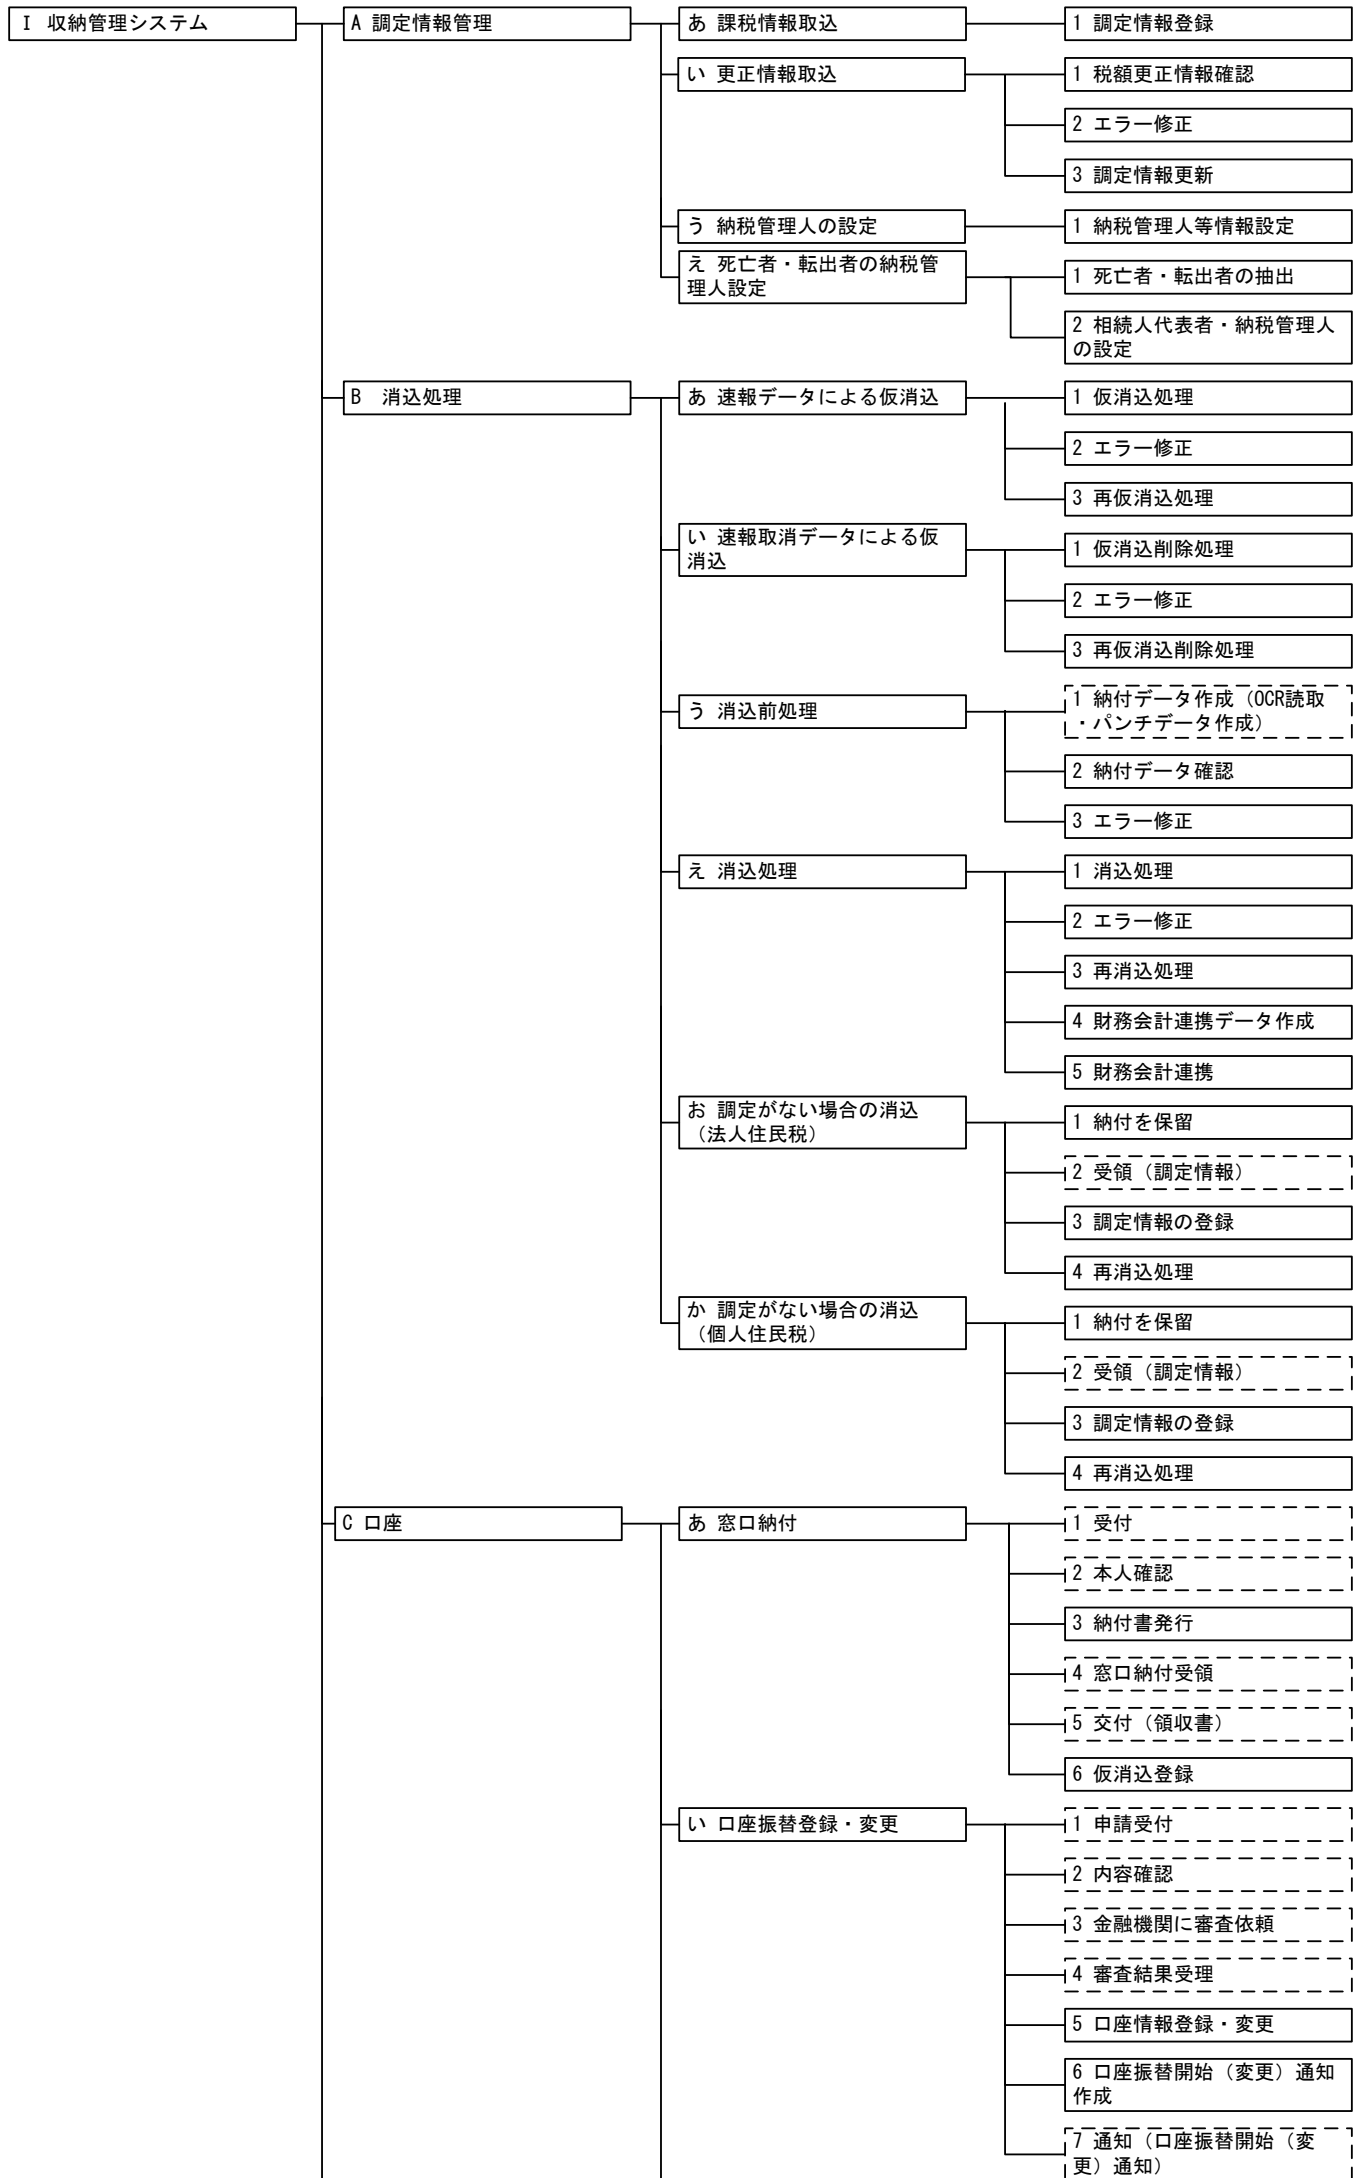 I 収納管理システム
A 調定情報管理
あ 課税情報取込
1 調定情報登録
い 更正情報取込
1 税額更正情報確認
2 エラー修正
3 調定情報更新
う 納税管理人の設定
1 納税管理人等情報設定
え 死亡者・転出者の納税管
理人設定
1 死亡者・転出者の抽出
2 相続人代表者・納税管理人
の設定
B 消込処理
あ 速報データによる仮消込
1 仮消込処理
2 エラー修正
3 再仮消込処理
い 速報取消データによる仮
消込
1 仮消込削除処理
2 エラー修正
3 再仮消込削除処理
う 消込前処理
1 納付データ作成（OCR読取
・パンチデータ作成）
2 納付データ確認
3 エラー修正
え 消込処理
1 消込処理
2 エラー修正
3 再消込処理
4 財務会計連携データ作成
5 財務会計連携
お 調定がない場合の消込
（法人住民税）
1 納付を保留
2 受領（調定情報）
3 調定情報の登録
4 再消込処理
か 調定がない場合の消込
（個人住民税）
1 納付を保留
2 受領（調定情報）
3 調定情報の登録
4 再消込処理
C 口座
あ 窓口納付
1 受付
2 本人確認
3 納付書発行
4 窓口納付受領
5 交付（領収書）
6 仮消込登録
い 口座振替登録・変更
1 申請受付
2 内容確認
3 金融機関に審査依頼
4 審査結果受理
5 口座情報登録・変更
6 口座振替開始（変更）通知
作成
7 通知（口座振替開始（変
更）通知）